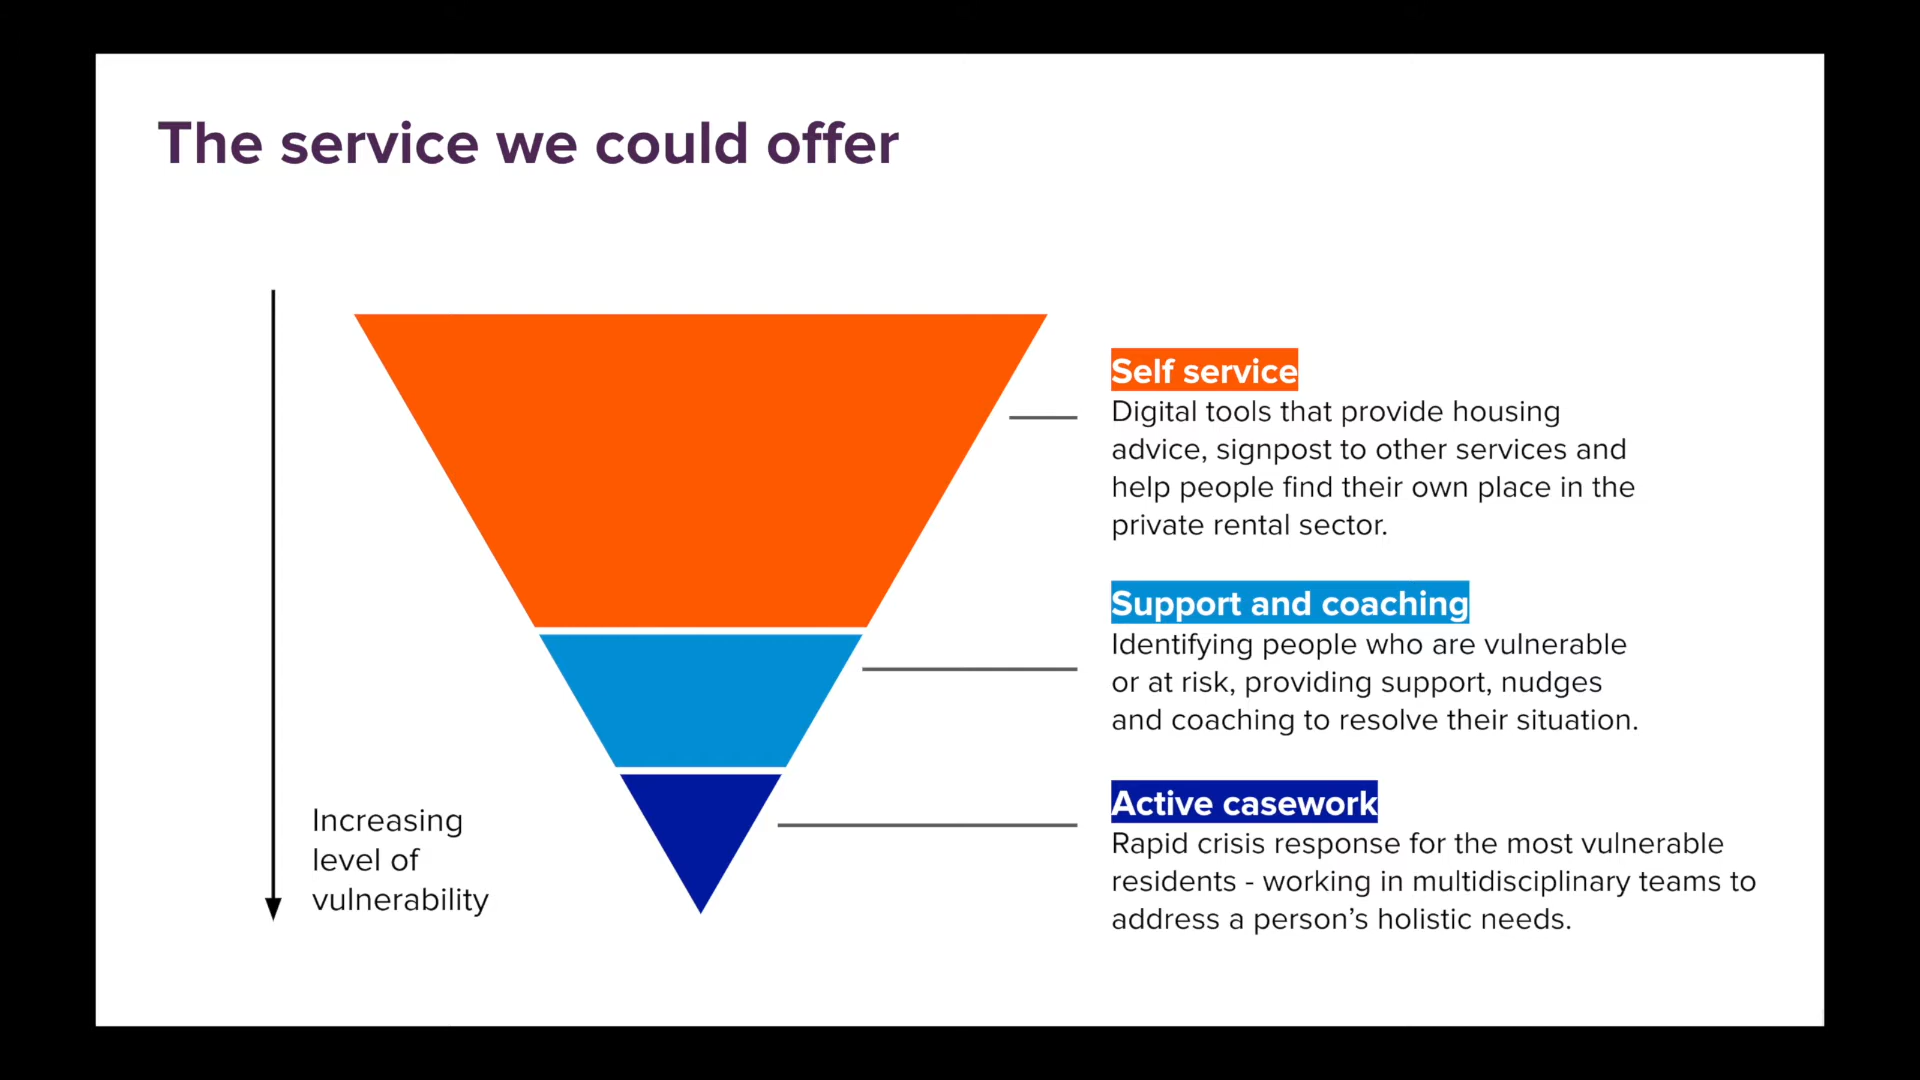 The service we could offer
Self service
Digital tools that provide housing
advice, signpost to other services and
help people find their own place in the
private rental sector.
Support and coaching
Identifying people who are vulnerable
or at risk, providing support, nudges
and coaching to resolve their situation.
Active casework
Rapid crisis response for the most vulnerable
residents - working in multidisciplinary teams to
address a person’s holistic needs.
Increasing
level of
vulnerability